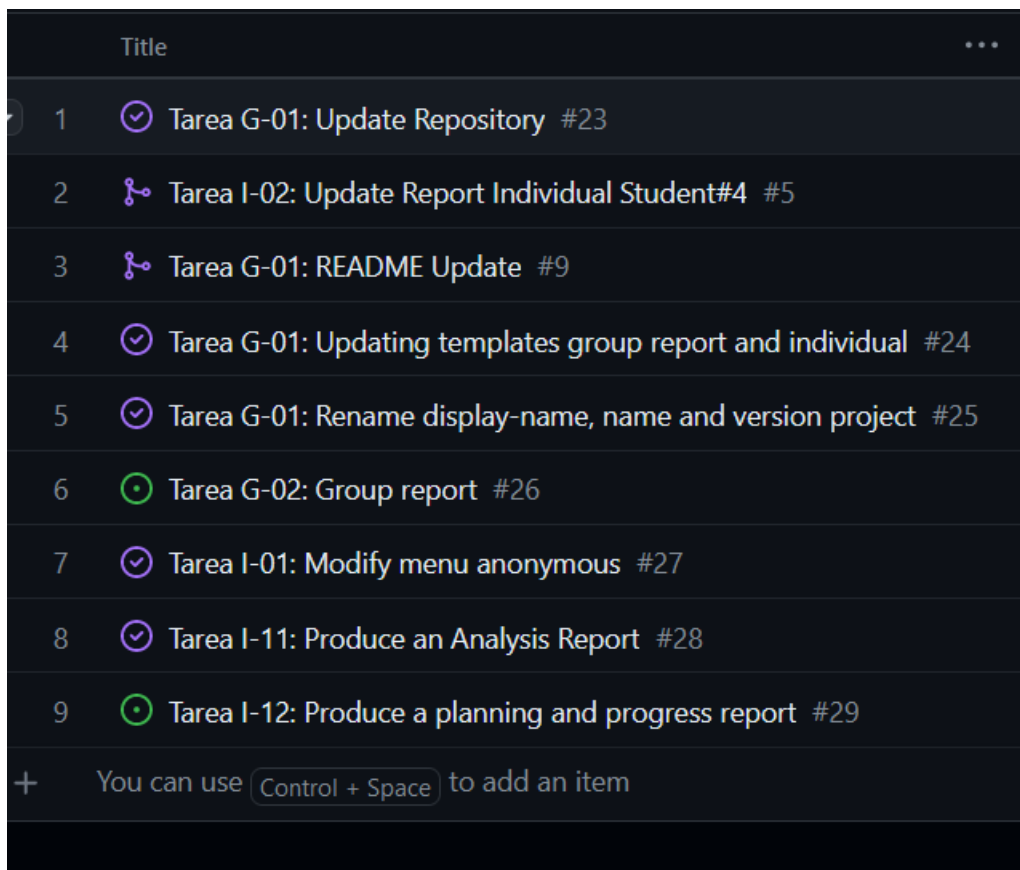 Title
1 Tarea G-01: Update Repository #23
2 Tarea I-02: Update Report Individual Student#4 #5
3 Tarea G-01: README Update #9
4 Tarea G-01: Updating templates group report and individual #24
5 Tarea G-01: Rename display-name, name and version project #25
6 Tarea G-02: Group report #26
7 Tarea I-01: Modify menu anonymous #27
8 Tarea I-11: Produce an Analysis Report #28
9 Tarea I-12: Produce a planning and progress report #29
You can use Control + Space to add an item